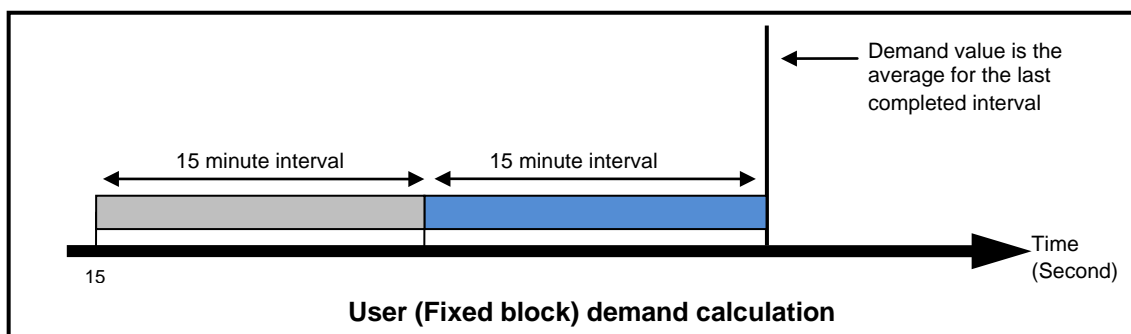 Demand value is the
average for the last
completed interval
15 minute interval
15 minute interval
Time
(Second)
15
User (Fixed block) demand calculation